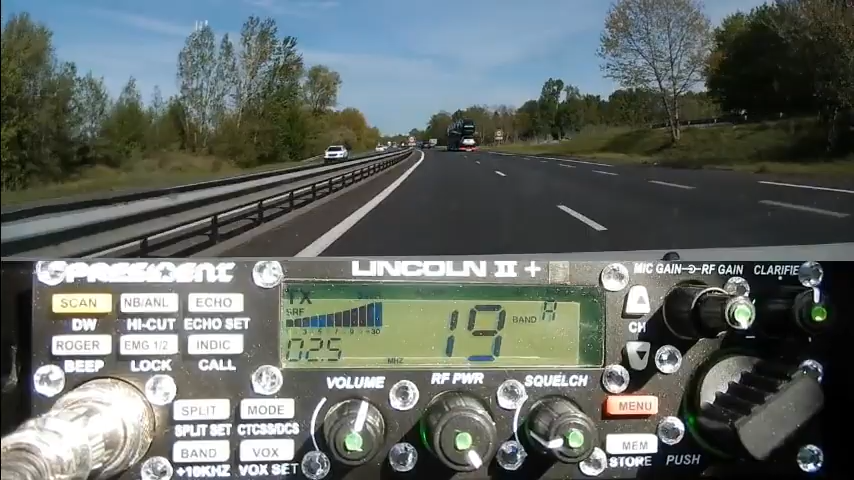 PRESIDENT
LINCOLN II +
MIC GAIN RF GAIN CLARIFIE
SCAN NB/ANL ECHO
DW HI-CUT ECHO SET
ROGER EMG 1/2 INDIC
BEEP LOCK CALL
TX
SRF
19 BAND A
025 MHZ
CH
VOLUME RF PWR SQUELCH
SPLIT MODE
SPLIT SET CTCSS/DCS
BAND VOX
+10KHZ VOX SET
MENU
MEM
STORE PUSH